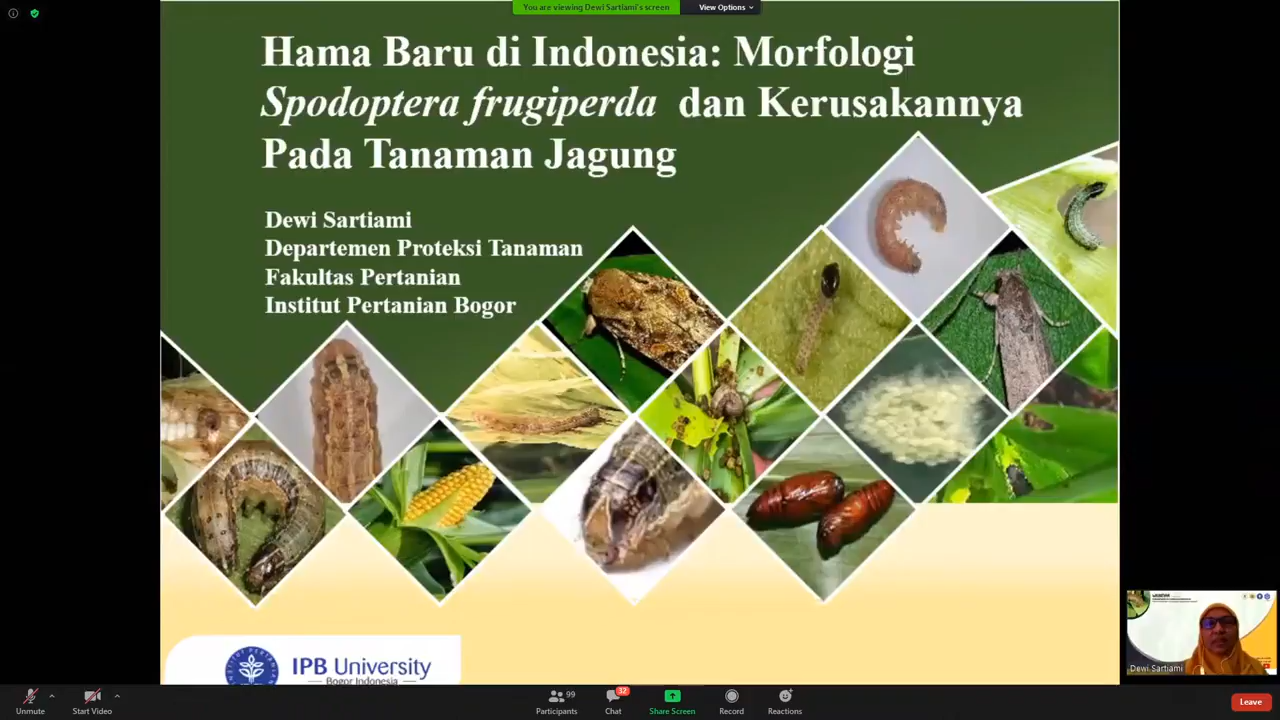 You are viewing Dewi Sartiami's screen
View Options
Hama Baru di Indonesia: Morfologi
Spodoptera frugiperda dan Kerusakannya
Pada Tanaman Jagung
Dewi Sartiami
Departemen Proteksi Tanaman
Fakultas Pertanian
Institut Pertanian Bogor
IPB University
Bogor Indonesia
Dewi Sartiami
Unmute
Start Video
Participants
99
Chat
32
Share Screen
Record
Reactions
Leave